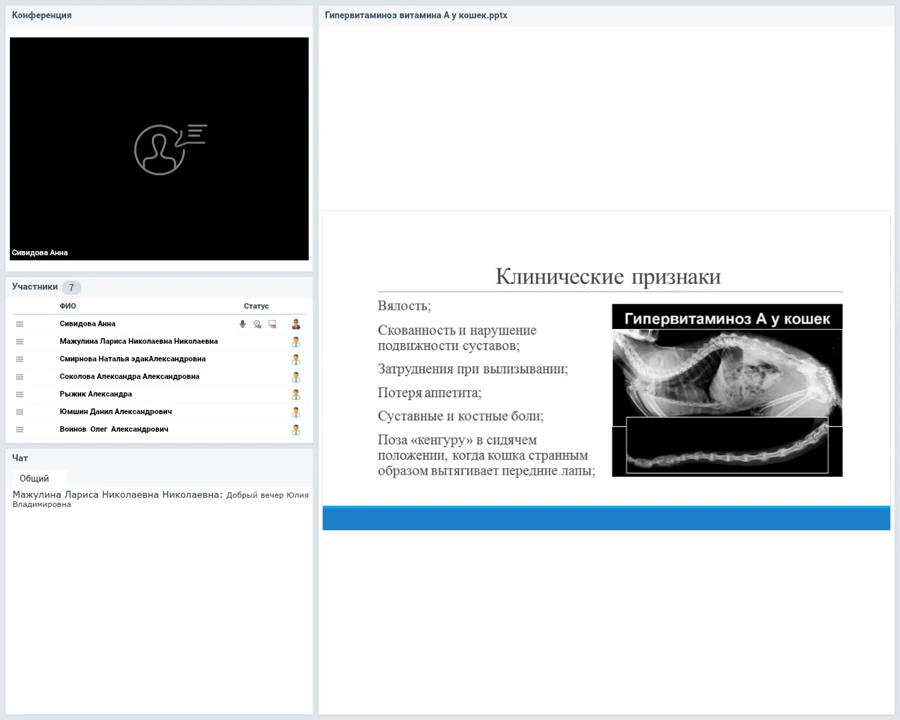 Конференция
Сивидова Анна
Участники 7
ФИО Статус
Сивидова Анна
Мажулина Лариса Николаевна Николаевна
Смирнова Наталья эдакАлександровна
Соколова Александра Александровна
Рыжик Александра
Юмшин Данил Александрович
Воинов Олег Александрович
Чат
Общий
Мажулина Лариса Николаевна Николаевна: Добрый вечер Юлия
Владимировна
Гипервитаминоз витамина А у кошек.pptx
Клинические признаки
Вялость;
Скованность и нарушение
подвижности суставов;
Затруднения при вылизывании;
Потеря аппетита;
Суставные и костные боли;
Поза «кенгуру» в сидячем
положении, когда кошка странным
образом вытягивает передние лапы;
Гипервитаминоз А у кошек